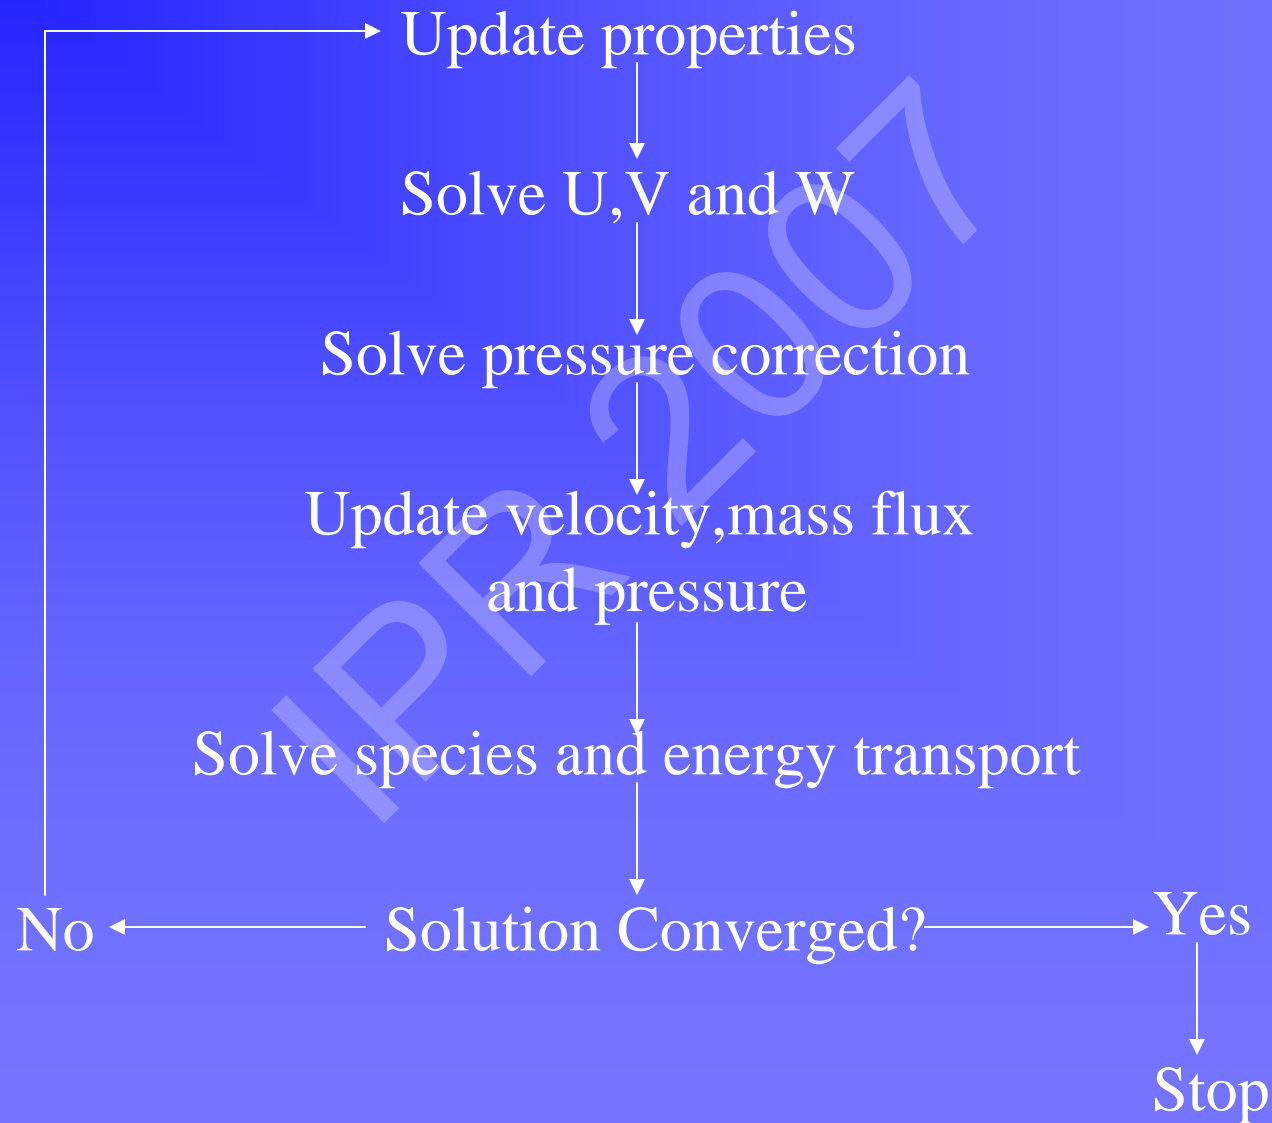 Update properties
Solve U,V and W
Solve pressure correction
Update velocity,mass flux
and pressure
Solve species and energy transport
No
Solution Converged?
Yes
Stop
IPR 2007